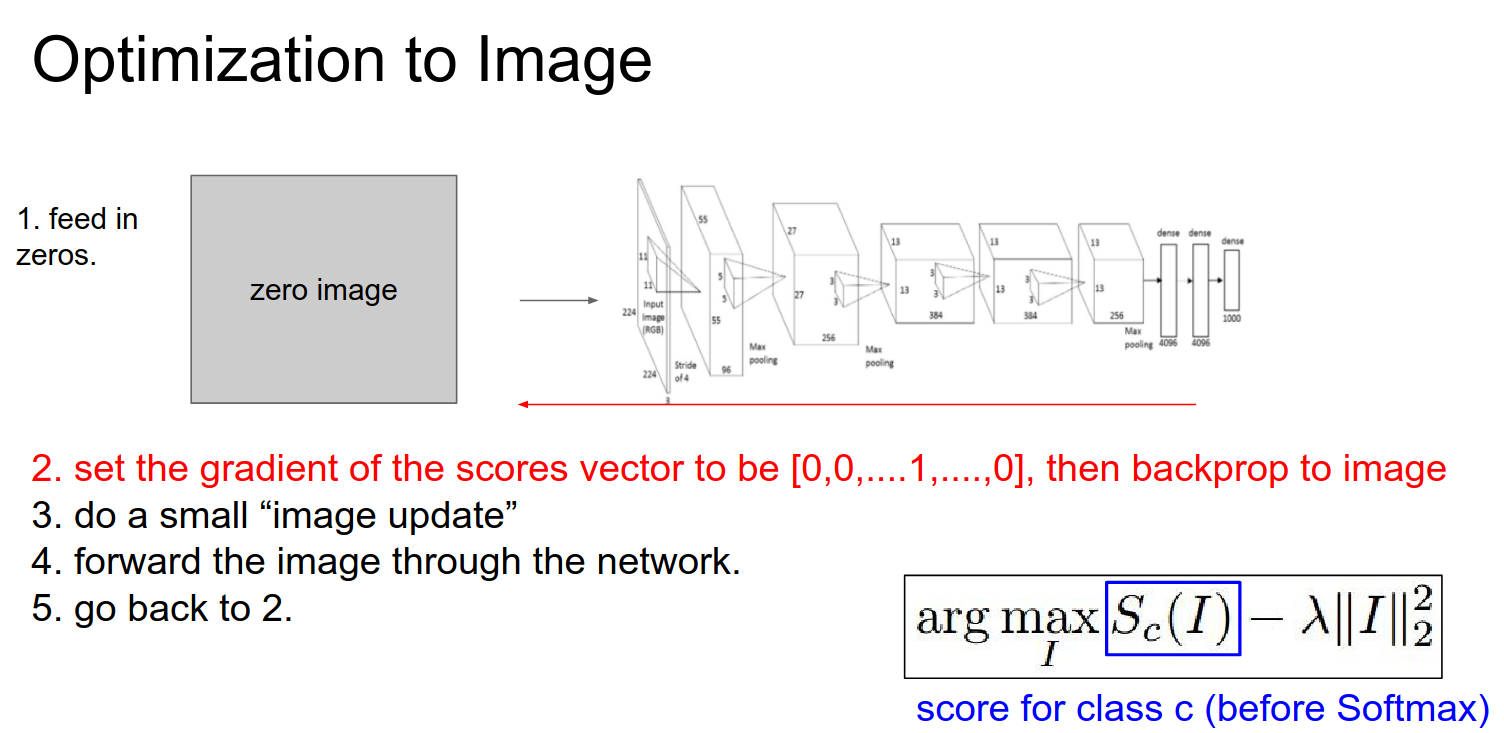 Optimization to Image
1. feed in
zeros.
zero image
11
11
Input
Image
(RGB)
224
224
3
Stride
of 4
55
5
5
55
96
Max
pooling
27
3
3
27
256
Max
pooling
13
3
3
13
384
13
3
3
13
384
13
13
256
Max
pooling
dense
4096
dense
4096
dense
1000
2. set the gradient of the scores vector to be [0,0,....1,....,0], then backprop to image
3. do a small “image update”
4. forward the image through the network.
5. go back to 2.
arg max_I S_c(I) − λ‖I‖₂²
score for class c (before Softmax)